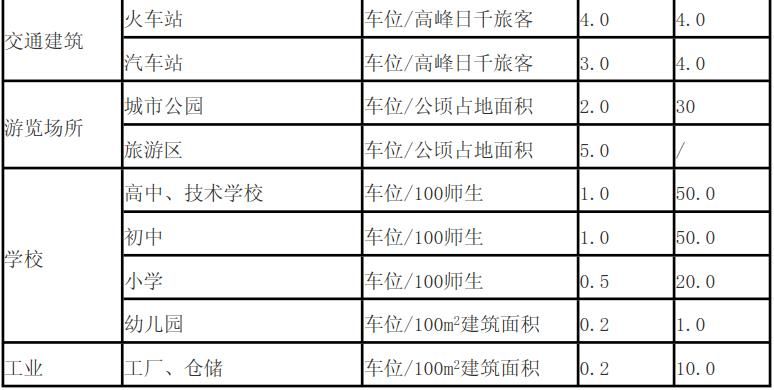 交通建筑 火车站 车位/高峰日千旅客 4.0 4.0
汽车站 车位/高峰日千旅客 3.0 4.0
游览场所 城市公园 车位/公顷占地面积 2.0 30
旅游区 车位/公顷占地面积 5.0 /
学校 高中、技术学校 车位/100师生 1.0 50.0
初中 车位/100师生 1.0 50.0
小学 车位/100师生 0.5 20.0
幼儿园 车位/100m²建筑面积 0.2 1.0
工业 工厂、仓储 车位/100m²建筑面积 0.2 10.0